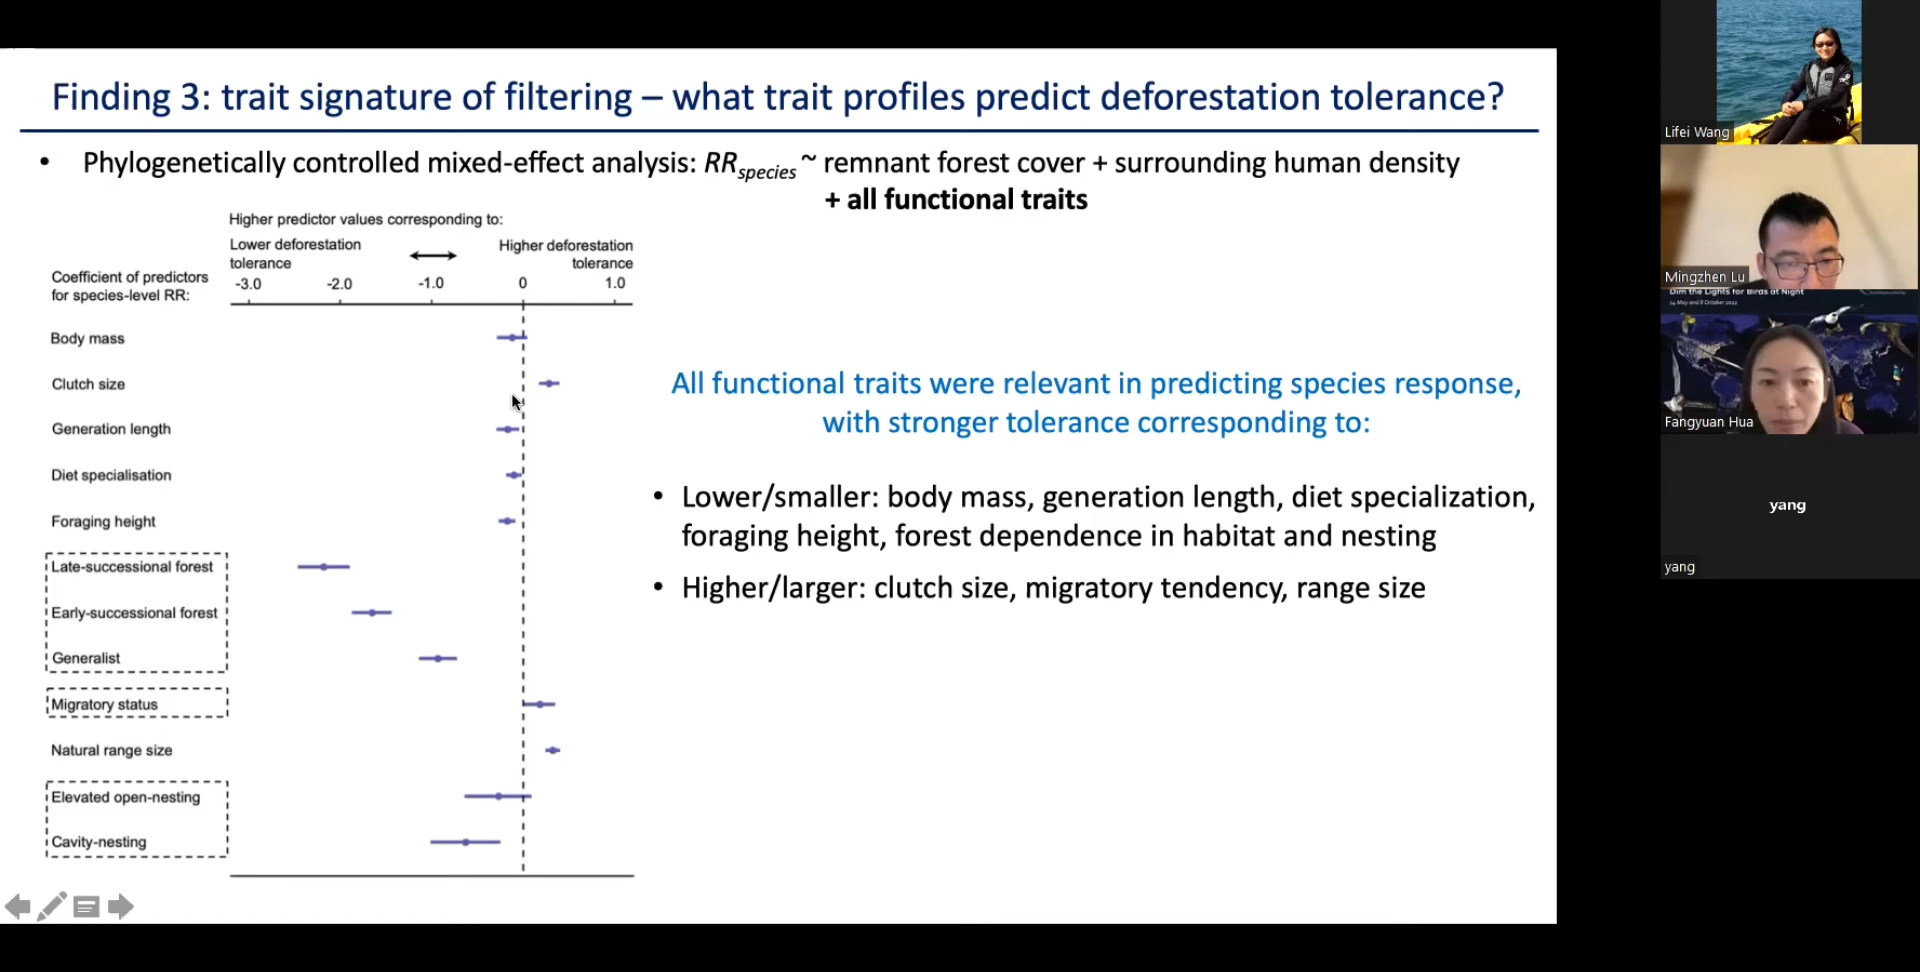 Finding 3: trait signature of filtering – what trait profiles predict deforestation tolerance?
• Phylogenetically controlled mixed-effect analysis: RRspecies ~ remnant forest cover + surrounding human density
+ all functional traits
Higher predictor values corresponding to:
Lower deforestation
tolerance
Higher deforestation
tolerance
Coefficient of predictors
for species-level RR:
-3.0 -2.0 -1.0 0 1.0
Body mass
Clutch size
Generation length
Diet specialisation
Foraging height
Late-successional forest
Early-successional forest
Generalist
Migratory status
Natural range size
Elevated open-nesting
Cavity-nesting
All functional traits were relevant in predicting species response,
with stronger tolerance corresponding to:
• Lower/smaller: body mass, generation length, diet specialization,
foraging height, forest dependence in habitat and nesting
• Higher/larger: clutch size, migratory tendency, range size
Lifei Wang
Mingzhen Lu
Dim the Lights for Birds at Night
14 May and 8 October 2022
Fangyuan Hua
yang
yang